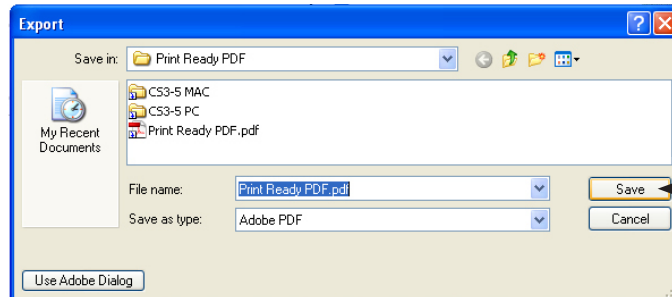 Export
Save in: Print Ready PDF
CS3-5 MAC
CS3-5 PC
Print Ready PDF.pdf
My Recent
Documents
File name: Print Ready PDF.pdf Save
Save as type: Adobe PDF Cancel
Use Adobe Dialog